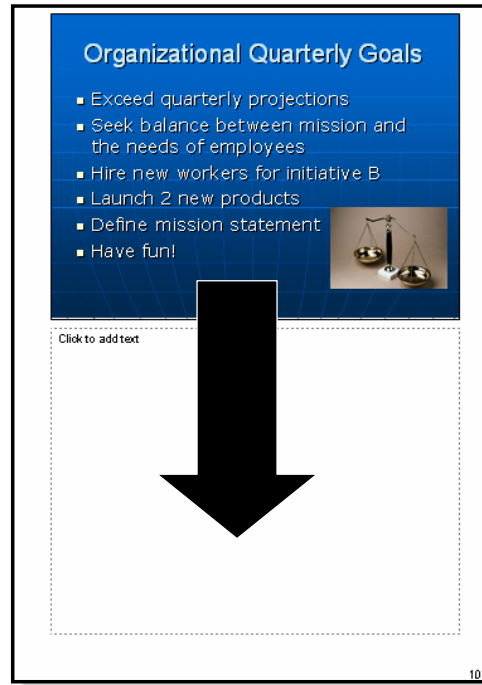 Organizational Quarterly Goals
Exceed quarterly projections
Seek balance between mission and
the needs of employees
Hire new workers for initiative B
Launch 2 new products
Define mission statement
Have fun!
Click to add text
10